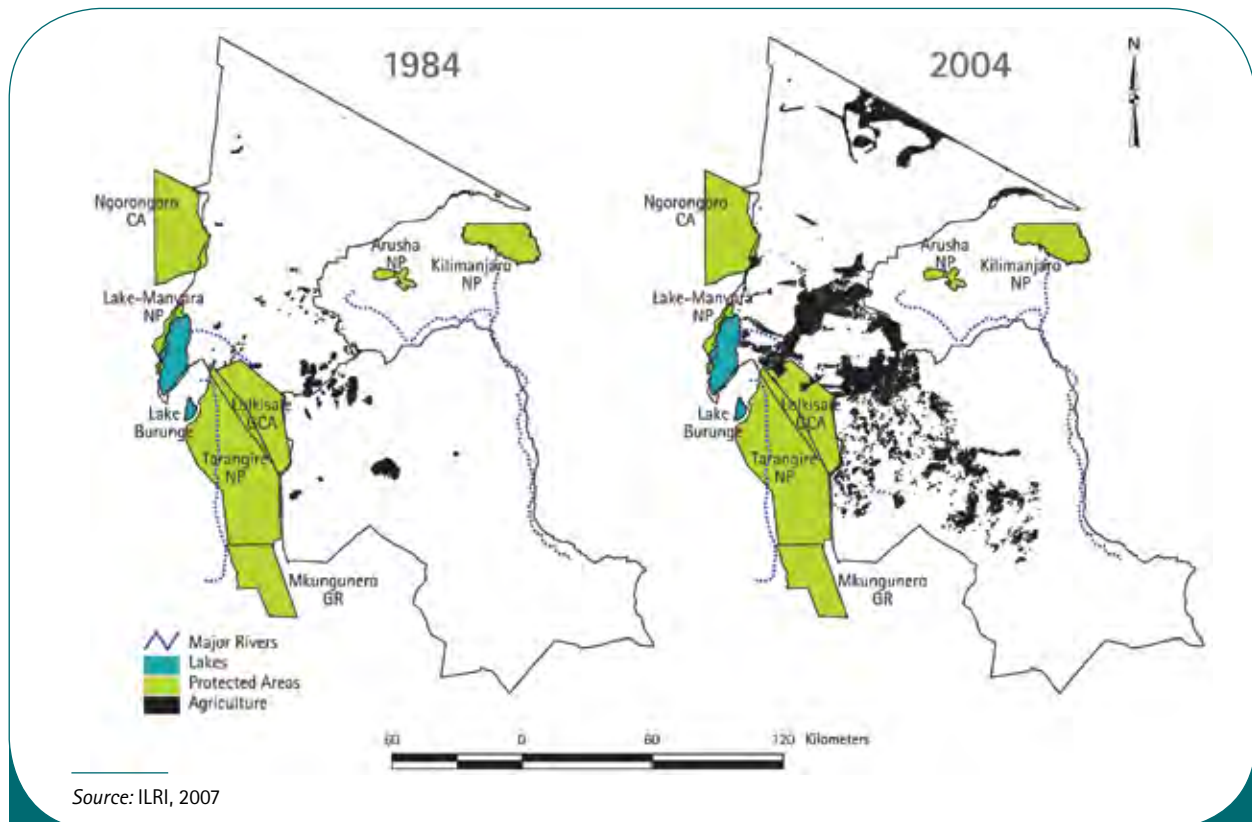 1984
2004
N
Ngorongoro
CA
Arusha
NP
Kilimanjaro
NP
Lake-Manyara
NP
Lolkisale
GCA
Lake
Burunge
Tarangire
NP
Mkungunero
GR
Ngorongoro
CA
Arusha
NP
Kilimanjaro
NP
Lake-Manyara
NP
Lolkisale
GCA
Lake
Burunge
Tarangire
NP
Mkungunero
GR
Major Rivers
Lakes
Protected Areas
Agriculture
60 0 60 120 Kilometers
Source: ILRI, 2007